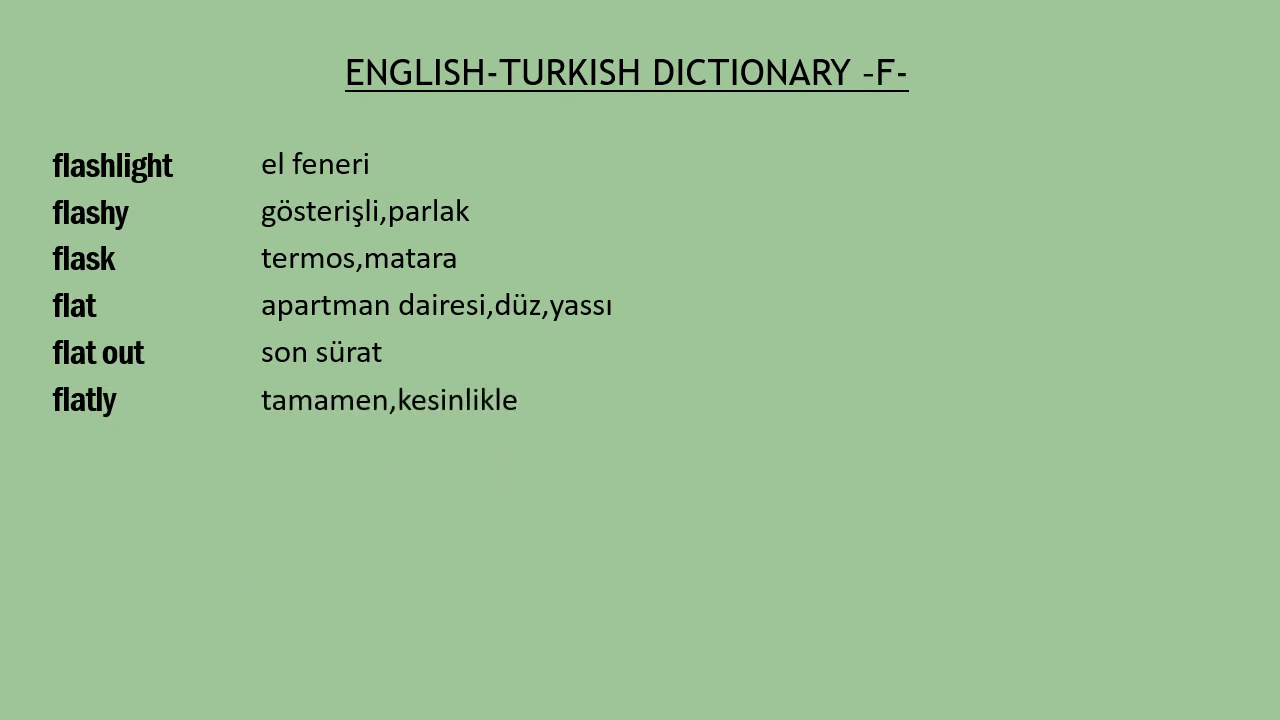 ENGLISH-TURKISH DICTIONARY –F-
flashlight el feneri
flashy gösterişli,parlak
flask termos,matara
flat apartman dairesi,düz,yassı
flat out son sürat
flatly tamamen,kesinlikle